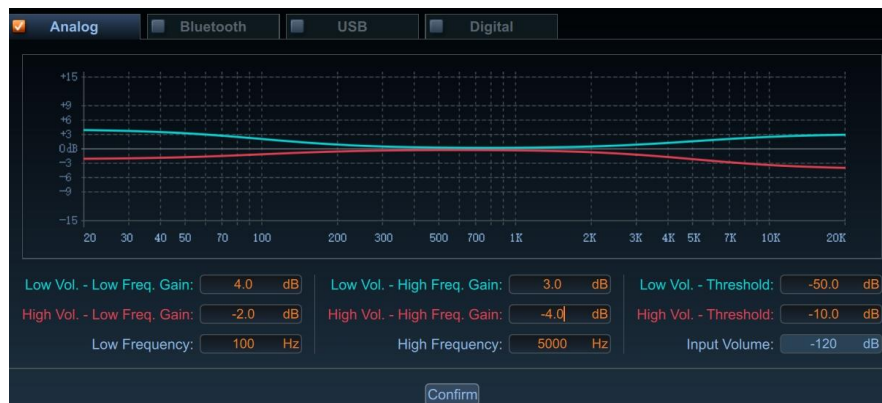 Analog Bluetooth USB Digital
+15
+9
+6
+3
0dB
−3
−6
−9
−15
20 30 40 50 70 100 200 300 500 700 1K 2K 3K 4K 5K 7K 10K 20K
Low Vol. - Low Freq. Gain: 4.0 dB Low Vol. - High Freq. Gain: 3.0 dB Low Vol. - Threshold: -50.0 dB
High Vol. - Low Freq. Gain: -2.0 dB High Vol. - High Freq. Gain: -4.0 dB High Vol. - Threshold: -10.0 dB
Low Frequency: 100 Hz High Frequency: 5000 Hz Input Volume: -120 dB
Confirm